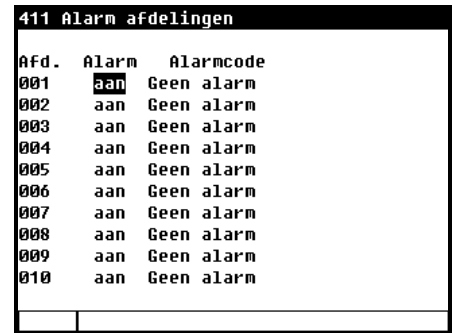 411 Alarm afdelingen
Afd. Alarm Alarmcode
001 aan Geen alarm
002 aan Geen alarm
003 aan Geen alarm
004 aan Geen alarm
005 aan Geen alarm
006 aan Geen alarm
007 aan Geen alarm
008 aan Geen alarm
009 aan Geen alarm
010 aan Geen alarm